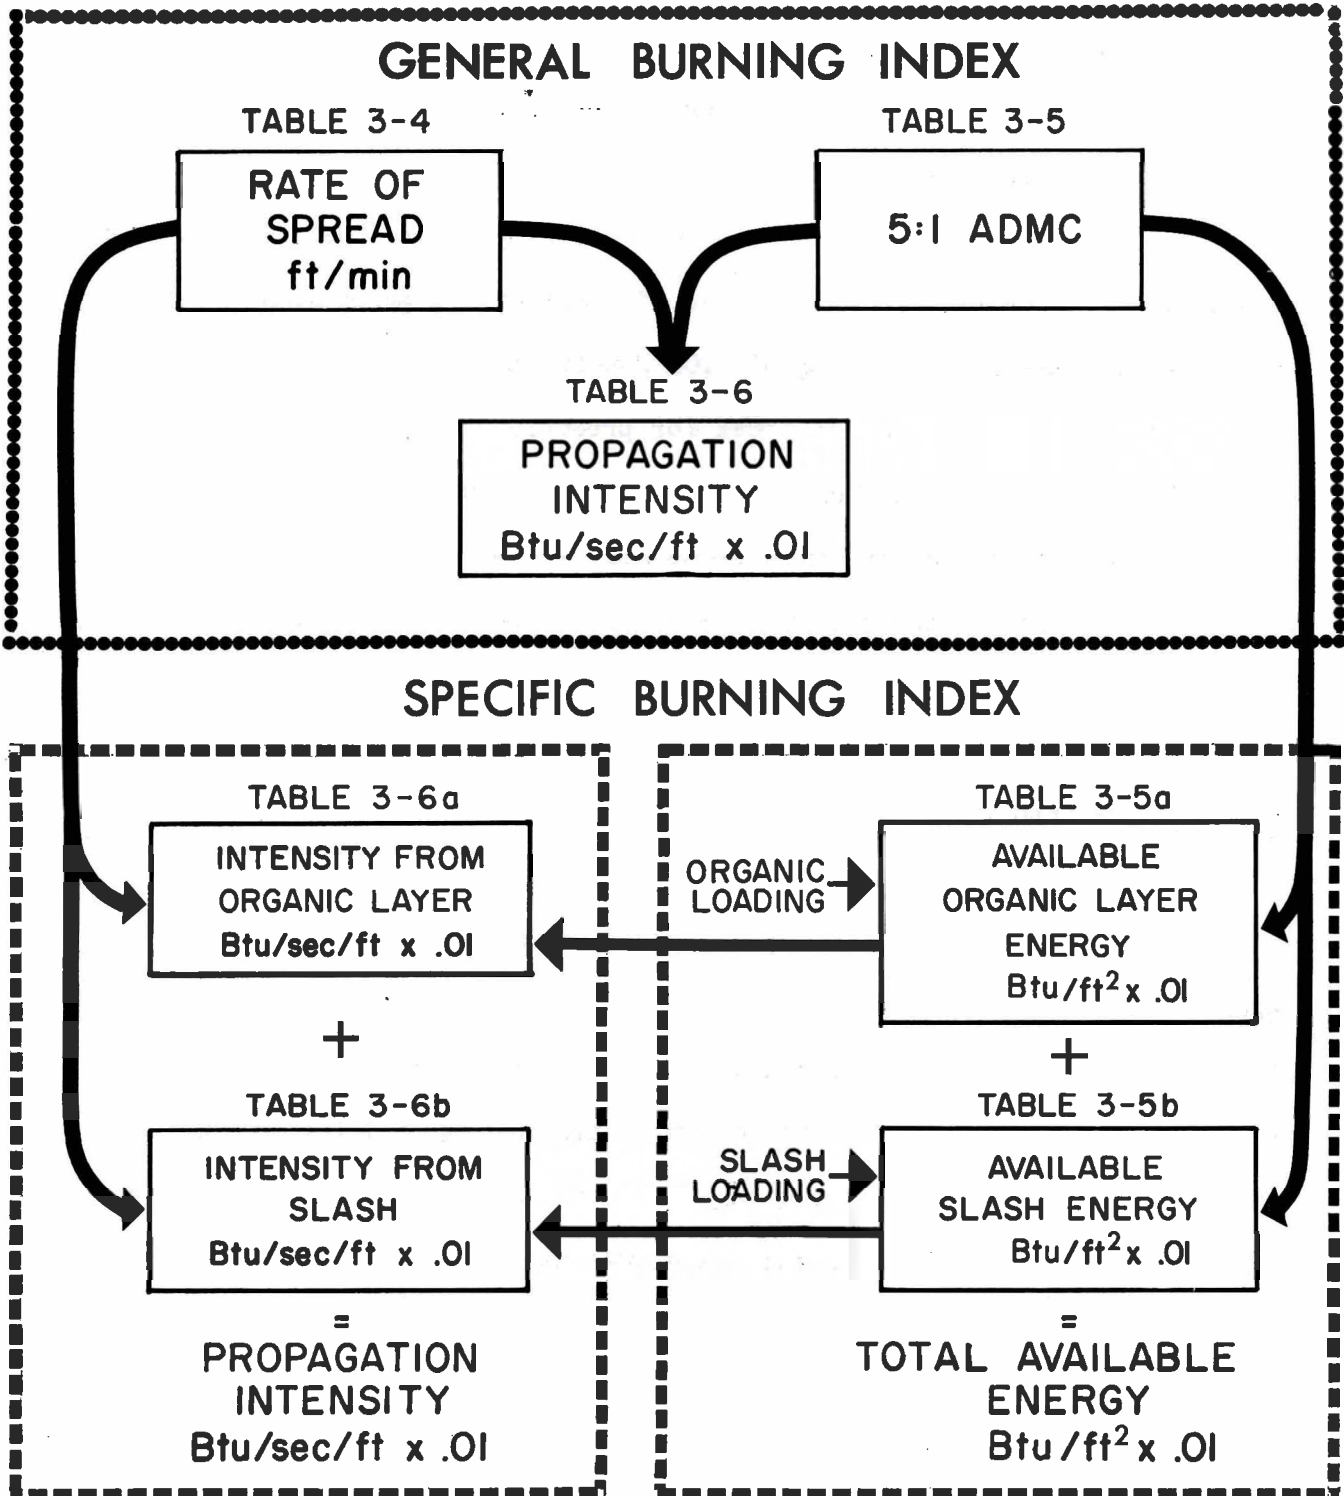 GENERAL BURNING INDEX
TABLE 3-4
RATE OF
SPREAD
ft/min
TABLE 3-5
5:1 ADMC
TABLE 3-6
PROPAGATION
INTENSITY
Btu/sec/ft x .01
SPECIFIC BURNING INDEX
TABLE 3-6a
INTENSITY FROM
ORGANIC LAYER
Btu/sec/ft x .01
+
TABLE 3-6b
INTENSITY FROM
SLASH
Btu/sec/ft x .01
=
PROPAGATION
INTENSITY
Btu/sec/ft x .01
ORGANIC
LOADING
TABLE 3-5a
AVAILABLE
ORGANIC LAYER
ENERGY
Btu/ft² x .01
+
SLASH
LOADING
TABLE 3-5b
AVAILABLE
SLASH ENERGY
Btu/ft² x .01
=
TOTAL AVAILABLE
ENERGY
Btu/ft² x .01